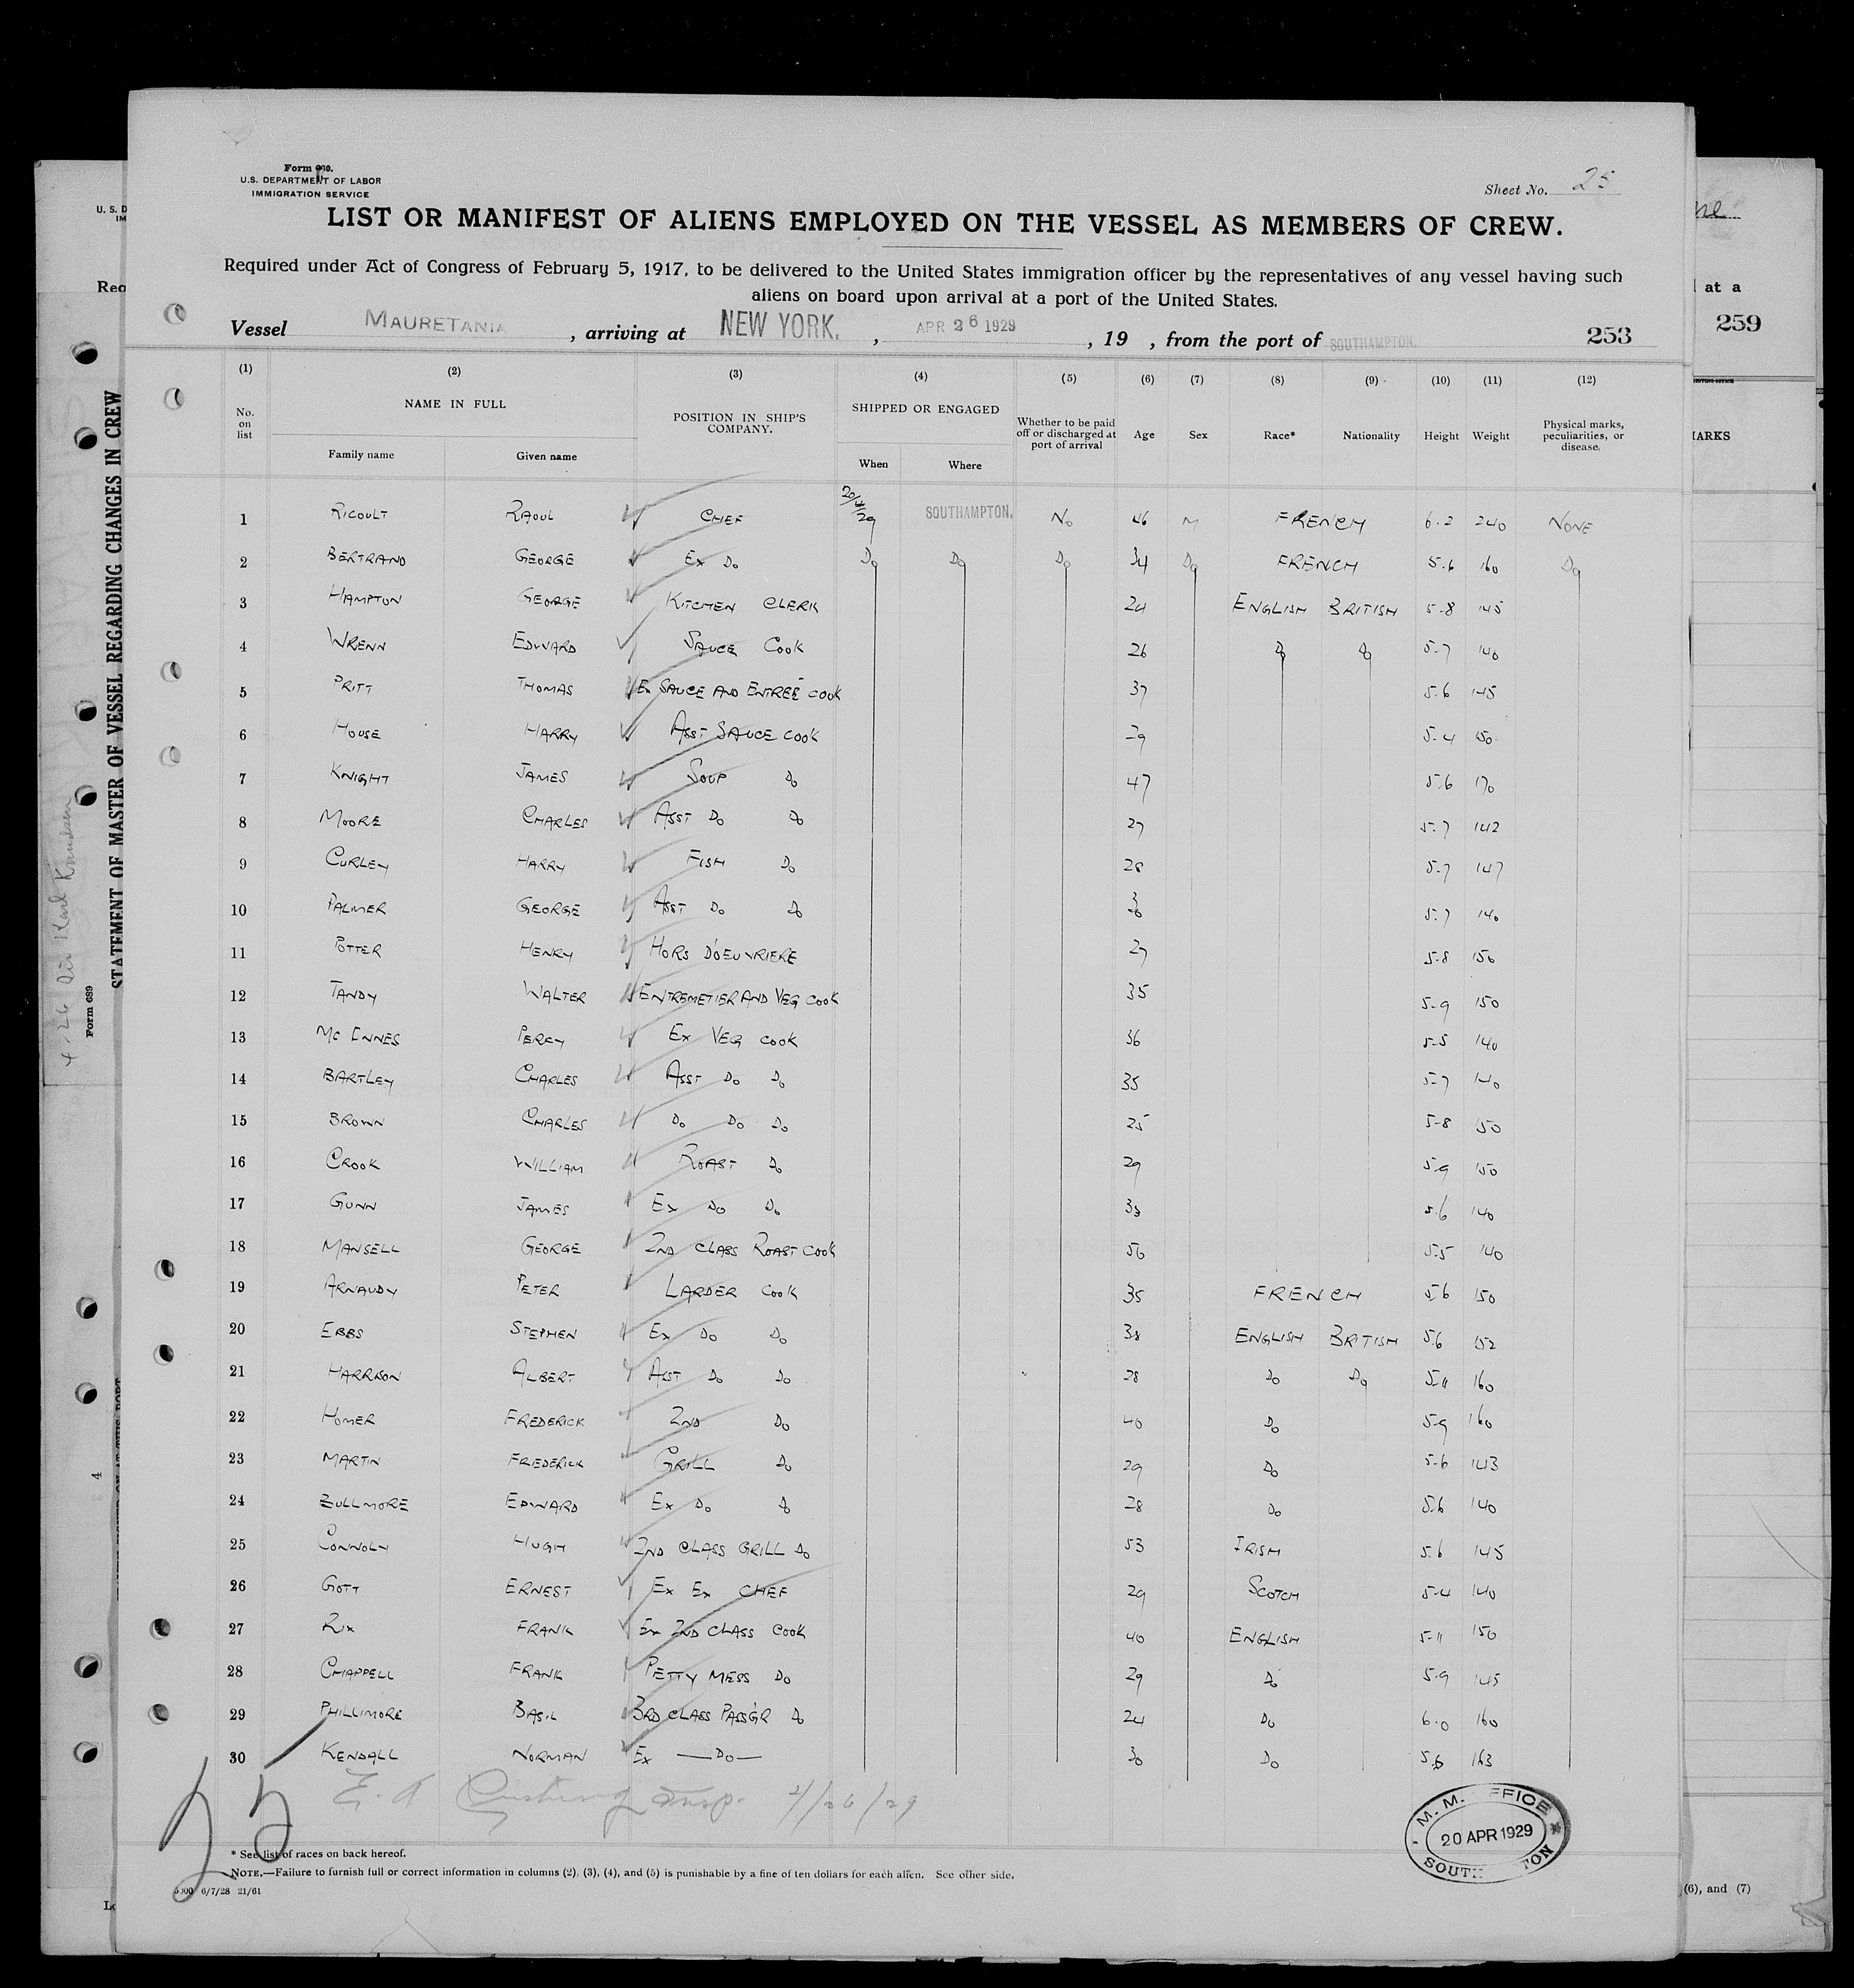 Form 680.
U.S. DEPARTMENT OF LABOR
IMMIGRATION SERVICE
Sheet No. 25
LIST OR MANIFEST OF ALIENS EMPLOYED ON THE VESSEL AS MEMBERS OF CREW.
Required under Act of Congress of February 5, 1917, to be delivered to the United States immigration officer by the representatives of any vessel having such
aliens on board upon arrival at a port of the United States.
Vessel MAURETANIA, arriving at NEW YORK., APR 26 1929, 19 , from the port of SOUTHAMPTON. 253
(1) (2) (3) (4) (5) (6) (7) (8) (9) (10) (11) (12)
No. on list NAME IN FULL POSITION IN SHIP'S COMPANY. SHIPPED OR ENGAGED Whether to be paid off or discharged at port of arrival Age Sex Race* Nationality Height Weight Physical marks, peculiarities, or disease
Family name Given name When Where
1 RICOULT RAOUL CHEF 20/4/29 SOUTHAMPTON. NO 46 M FRENCH 6.2 240 NONE
2 BERTRAND GEORGE EX DO DO DO DO 34 DO FRENCH 5.6 160 DO
3 HAMPTON GEORGE KITCHEN CLERK 24 ENGLISH BRITISH 5-8 145
4 WRENN EDWARD SAUCE COOK 26 DO DO 5-7 140
5 PRITT THOMAS EX SAUCE AND ENTREÉ COOK 37 5.6 145
6 HOUSE HARRY ASST SAUCE COOK 29 5-4 150
7 KNIGHT JAMES SOUP DO 47 5.6 170
8 MOORE CHARLES ASST DO DO 27 5.7 142
9 CURLEY HARRY FISH DO 28 5-7 147
10 PALMER GEORGE ASST DO DO 5.7 140
11 POTTER HENRY HORS D'OEUVRIERE 27 5.8 150
12 TANDY WALTER ENTREMETIER AND VEG COOK 35 5-9 150
13 MC INNES PERCY EX VEG COOK 36 5-5 140
14 BARTLEY CHARLES ASST DO DO 35 5-7 140
15 BROWN CHARLES DO DO DO 25 5-8 150
16 CROOK WILLIAM ROAST DO 29 5.9 150
17 GUNN JAMES EX DO DO 5.6 140
18 MANSELL GEORGE 2ND CLASS ROAST COOK 50 5.5 140
19 ARNAUDY PETER LARDER COOK 35 FRENCH 5.6 150
20 EBBS STEPHEN EX DO DO 38 ENGLISH BRITISH 5.6 152
21 HARRISON ALBERT ASST DO DO 28 DO DO 5-11 160
22 HOMER FREDERICK 2ND DO 40 DO 5-9 160
23 MARTIN FREDERICK GRILL DO 29 DO 5-6 143
24 BULLMORE EDWARD EX DO DO 28 DO 5.6 140
25 CONNOLY HUGH 2ND CLASS GRILL DO 53 IRISH 5.6 145
26 GOTT ERNEST EX EX CHEF 29 SCOTCH 5-4 140
27 RIX FRANK EX 2ND CLASS COOK 40 ENGLISH 5-11 150
28 CHAPPELL FRANK PETTY MESS DO 29 DO 5.9 145
29 PHILLIMORE BASIL 3RD CLASS PASS'GR DO 24 DO 6.0 160
30 KENDALL NORMAN EX —DO— 30 DO 5.6 163
Insp. 4/26/29
25
M. M. OFFICE
20 APR 1929
* See list of races on back hereof.
NOTE.—Failure to furnish full or correct information in columns (2), (3), (4), and (5) is punishable by a fine of ten dollars for each alien. See other side.
6/7/28 21/61
STATEMENT OF MASTER OF VESSEL REGARDING CHANGES IN CREW
Form 689
4
at a
259
(6), and (7)